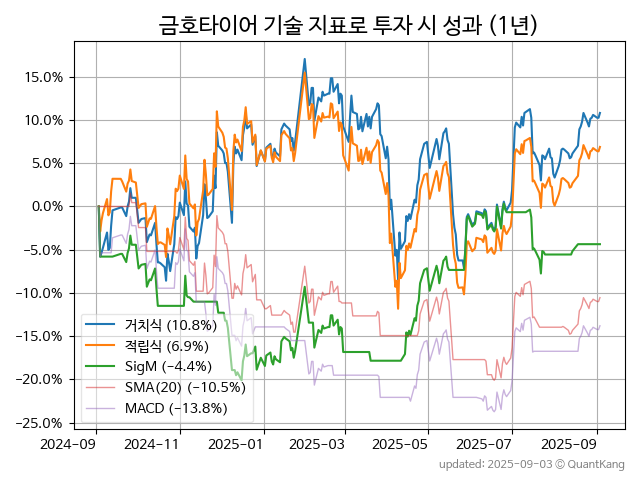 금호타이어 기술 지표로 투자 시 성과 (1년)
15.0%
10.0%
5.0%
0.0%
−5.0%
−10.0%
−15.0%
−20.0%
−25.0%
거치식 (10.8%)
적립식 (6.9%)
SigM (−4.4%)
SMA(20) (−10.5%)
MACD (−13.8%)
2024-09 2024-11 2025-01 2025-03 2025-05 2025-07 2025-09
updated: 2025-09-03 © QuantKang